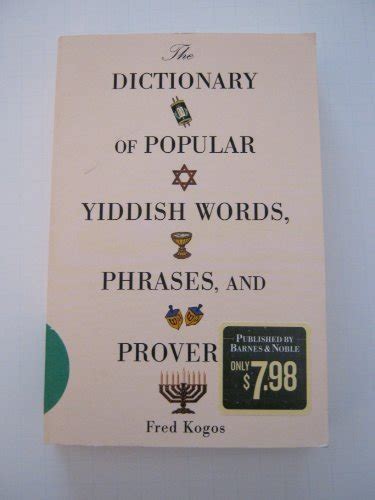 The
DICTIONARY
OF POPULAR
YIDDISH WORDS,
PHRASES, AND
PROVER
PUBLISHED BY
BARNES & NOBLE
ONLY
$7.98
Fred Kogos